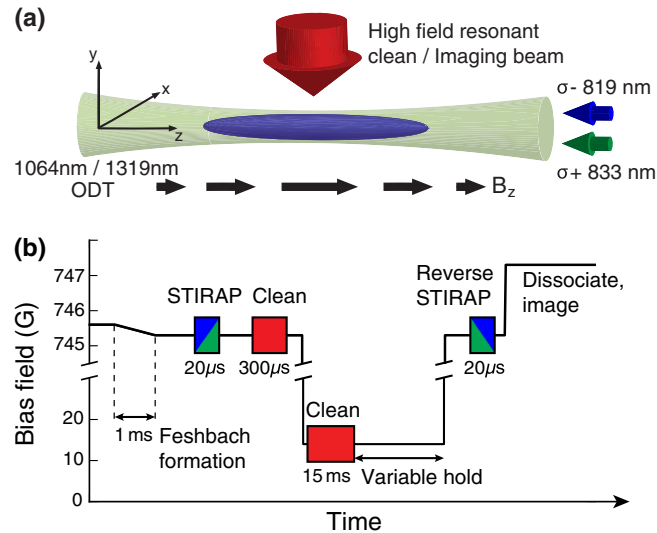 (a)
High field resonant
clean / Imaging beam
y
x
z
σ- 819 nm
σ+ 833 nm
1064nm / 1319nm
ODT
Bz
(b)
Bias field (G)
747
746
745
20
10
0
STIRAP
Clean
20μs
300μs
Reverse
STIRAP
20μs
Dissociate,
image
1 ms
Feshbach
formation
Clean
15 ms
Variable hold
Time